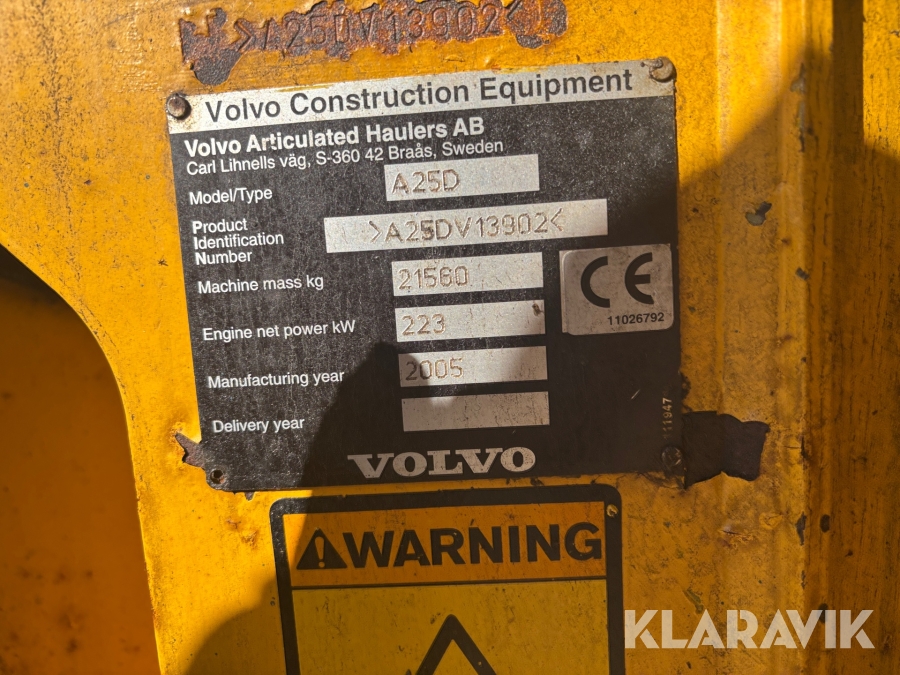 >A25DV13902<
Volvo Construction Equipment
Volvo Articulated Haulers AB
Carl Lihnells väg, S-360 42 Braås, Sweden
Model/Type A25D
Product Identification Number >A25DV13902<
Machine mass kg 21560
Engine net power kW 223
Manufacturing year 2005
Delivery year
CE
11026792
11947
VOLVO
WARNING
KLARAVIK